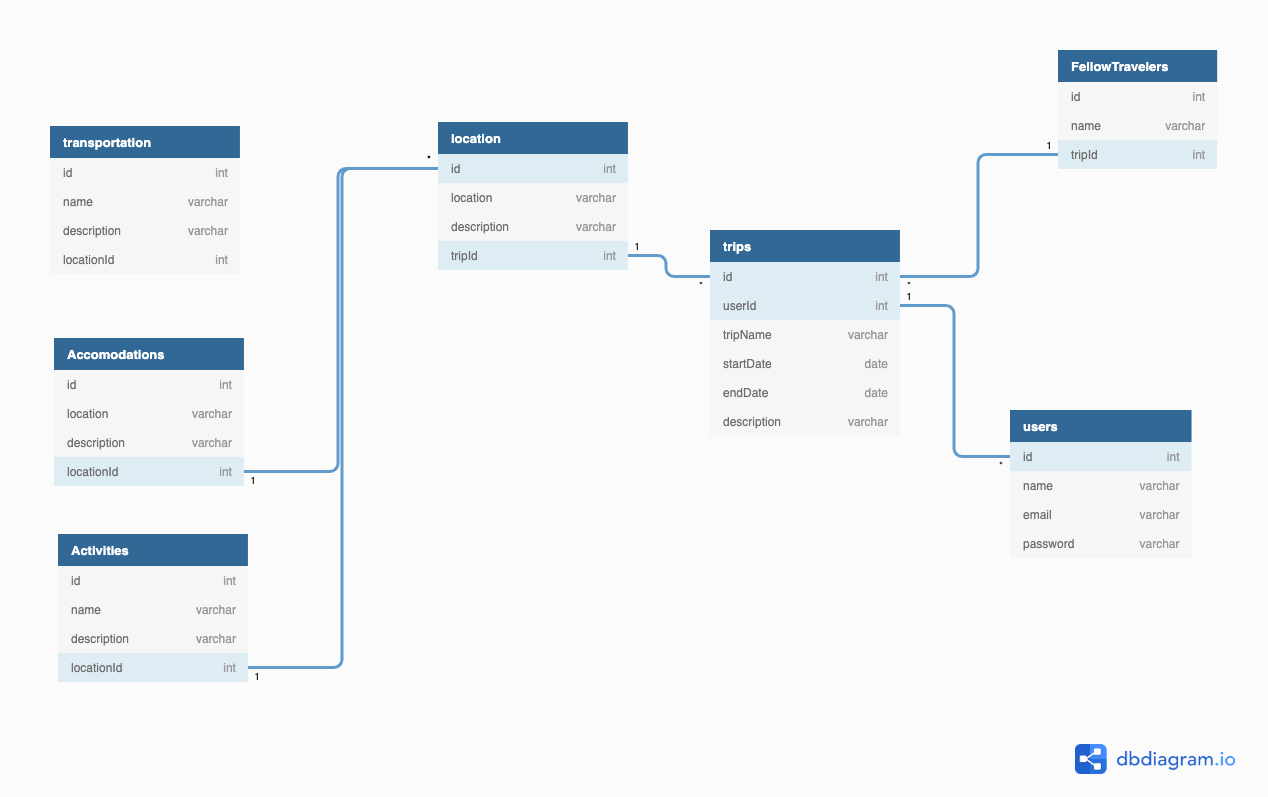 transportation
id int
name varchar
description varchar
locationId int
Accomodations
id int
location varchar
description varchar
locationId int
1
Activities
id int
name varchar
description varchar
locationId int
1
location
* id int
location varchar
description varchar
tripId int 1
trips
* id int *
userId int 1
tripName varchar
startDate date
endDate date
description varchar
FellowTravelers
id int
name varchar
1 tripId int
users
* id int
name varchar
email varchar
password varchar
dbdiagram.io